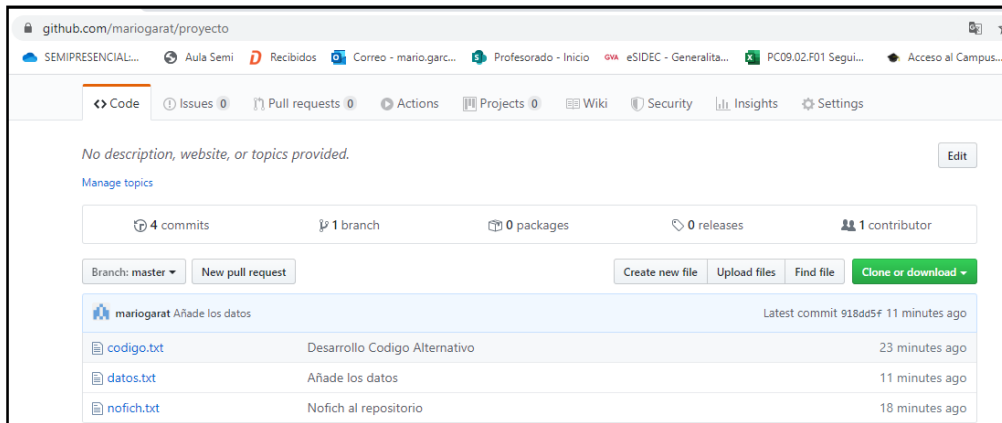 github.com/mariogarat/proyecto
SEMIPRESENCIAL:... Aula Semi Recibidos Correo - mario.garc... Profesorado - Inicio GVA eSIDEC - Generalita... PC09.02.F01 Segui... Acceso al Campus...
<> Code Issues 0 Pull requests 0 Actions Projects 0 Wiki Security Insights Settings
No description, website, or topics provided. Edit
Manage topics
4 commits 1 branch 0 packages 0 releases 1 contributor
Branch: master New pull request Create new file Upload files Find file Clone or download
mariogarat Añade los datos Latest commit 918dd5f 11 minutes ago
codigo.txt Desarrollo Codigo Alternativo 23 minutes ago
datos.txt Añade los datos 11 minutes ago
nofich.txt Nofich al repositorio 18 minutes ago